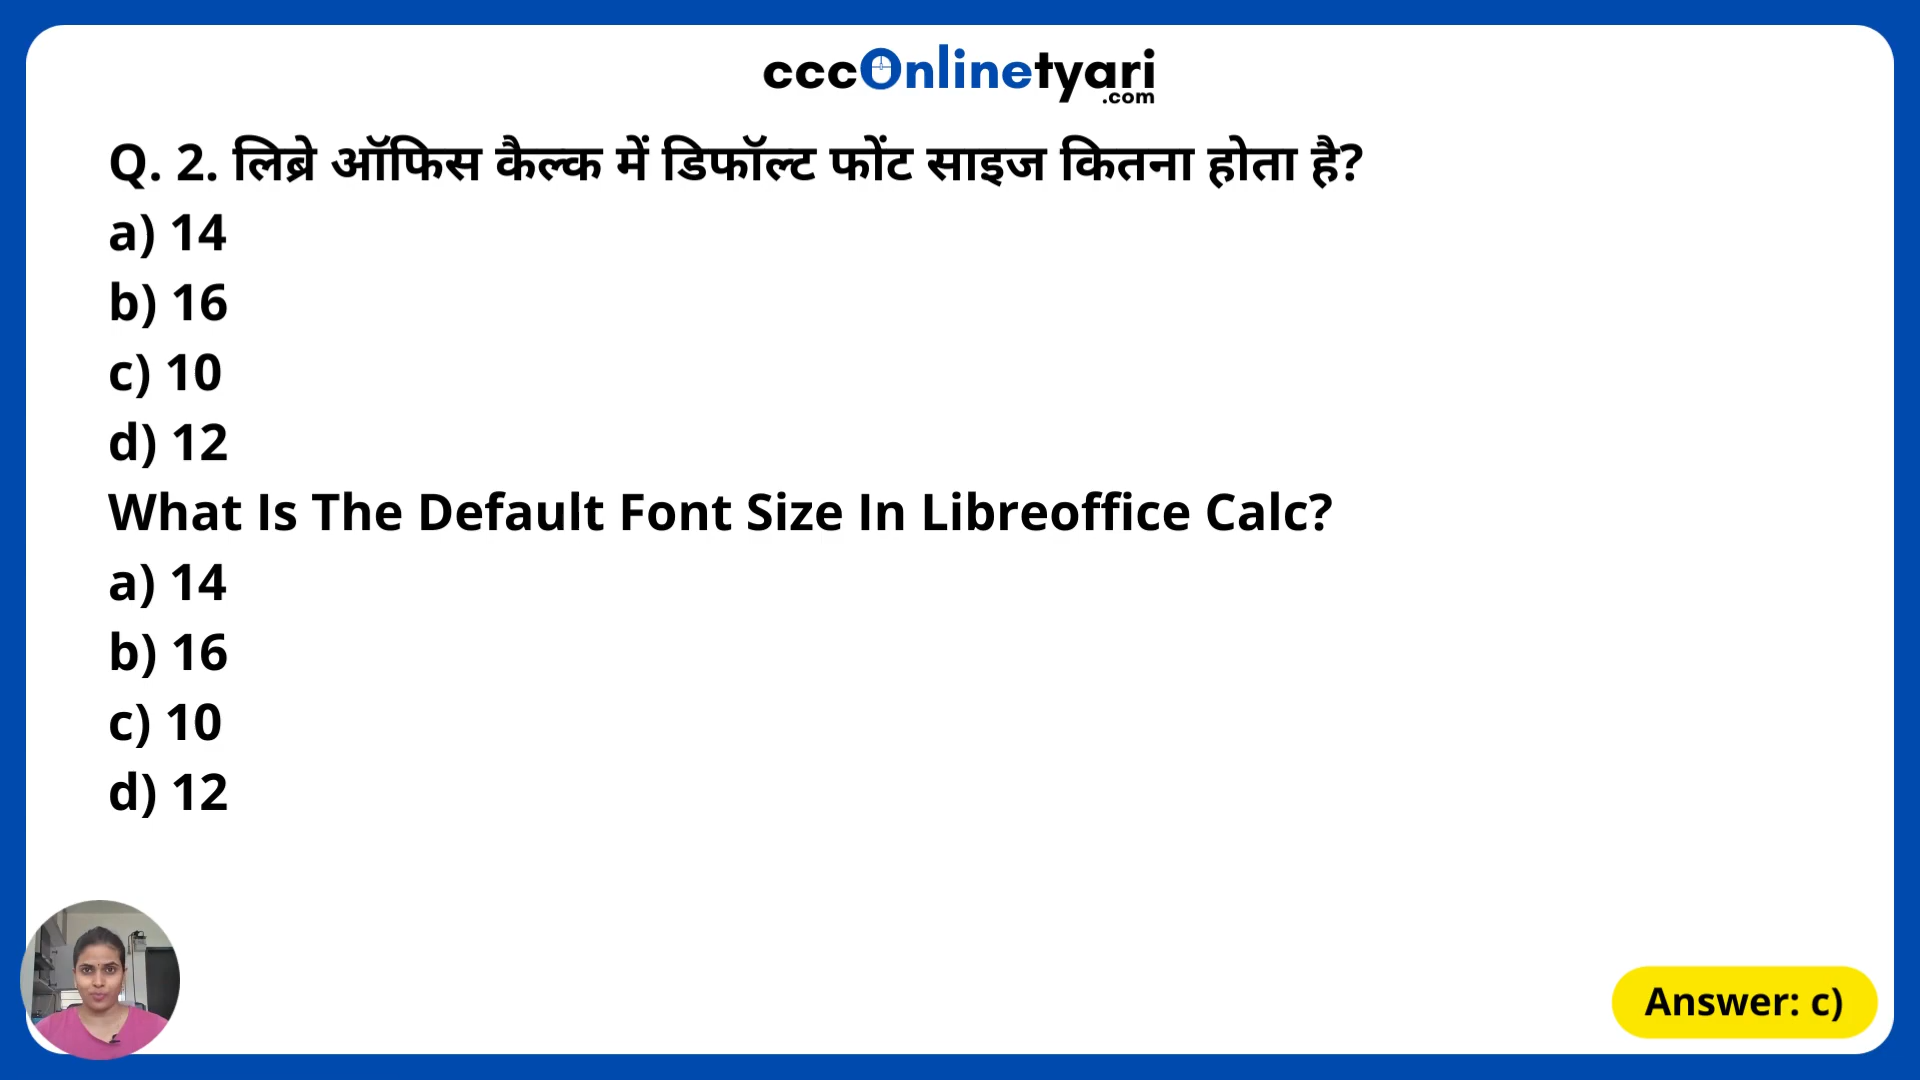 cccOnlinetyari
.com
Q. 2. लिब्रे ऑफिस कैल्क में डिफॉल्ट फोंट साइज कितना होता है?
a) 14
b) 16
c) 10
d) 12
What Is The Default Font Size In Libreoffice Calc?
a) 14
b) 16
c) 10
d) 12
Answer: c)